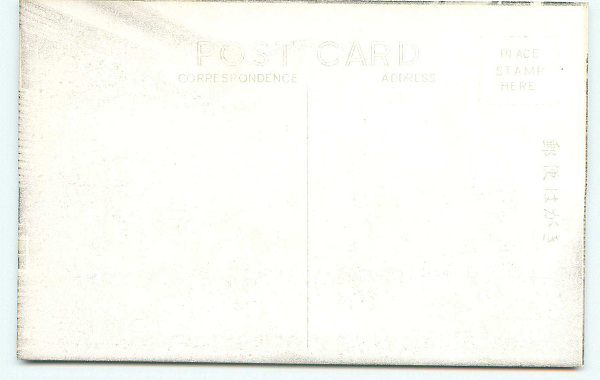 POST CARD
CORRESPONDENCE
ADDRESS
PLACE
STAMP
HERE
郵便はがき